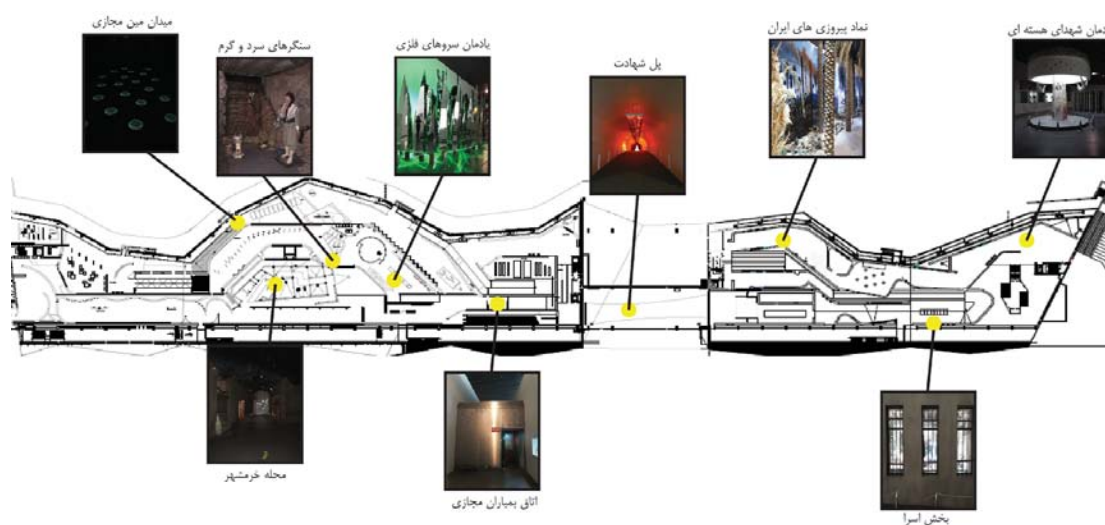 دمان شهدای هسته ای
نماد پیروزی های ایران
پل شهادت
یادمان سروهای فلزی
سنگرهای سرد و گرم
میدان مین مجازی
بخش اسرا
اتاق بمباران مجازی
محله خرمشهر